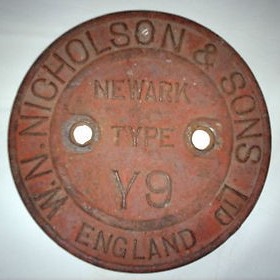 W.N. NICHOLSON & SONS LTD
NEWARK
TYPE
Y9
ENGLAND